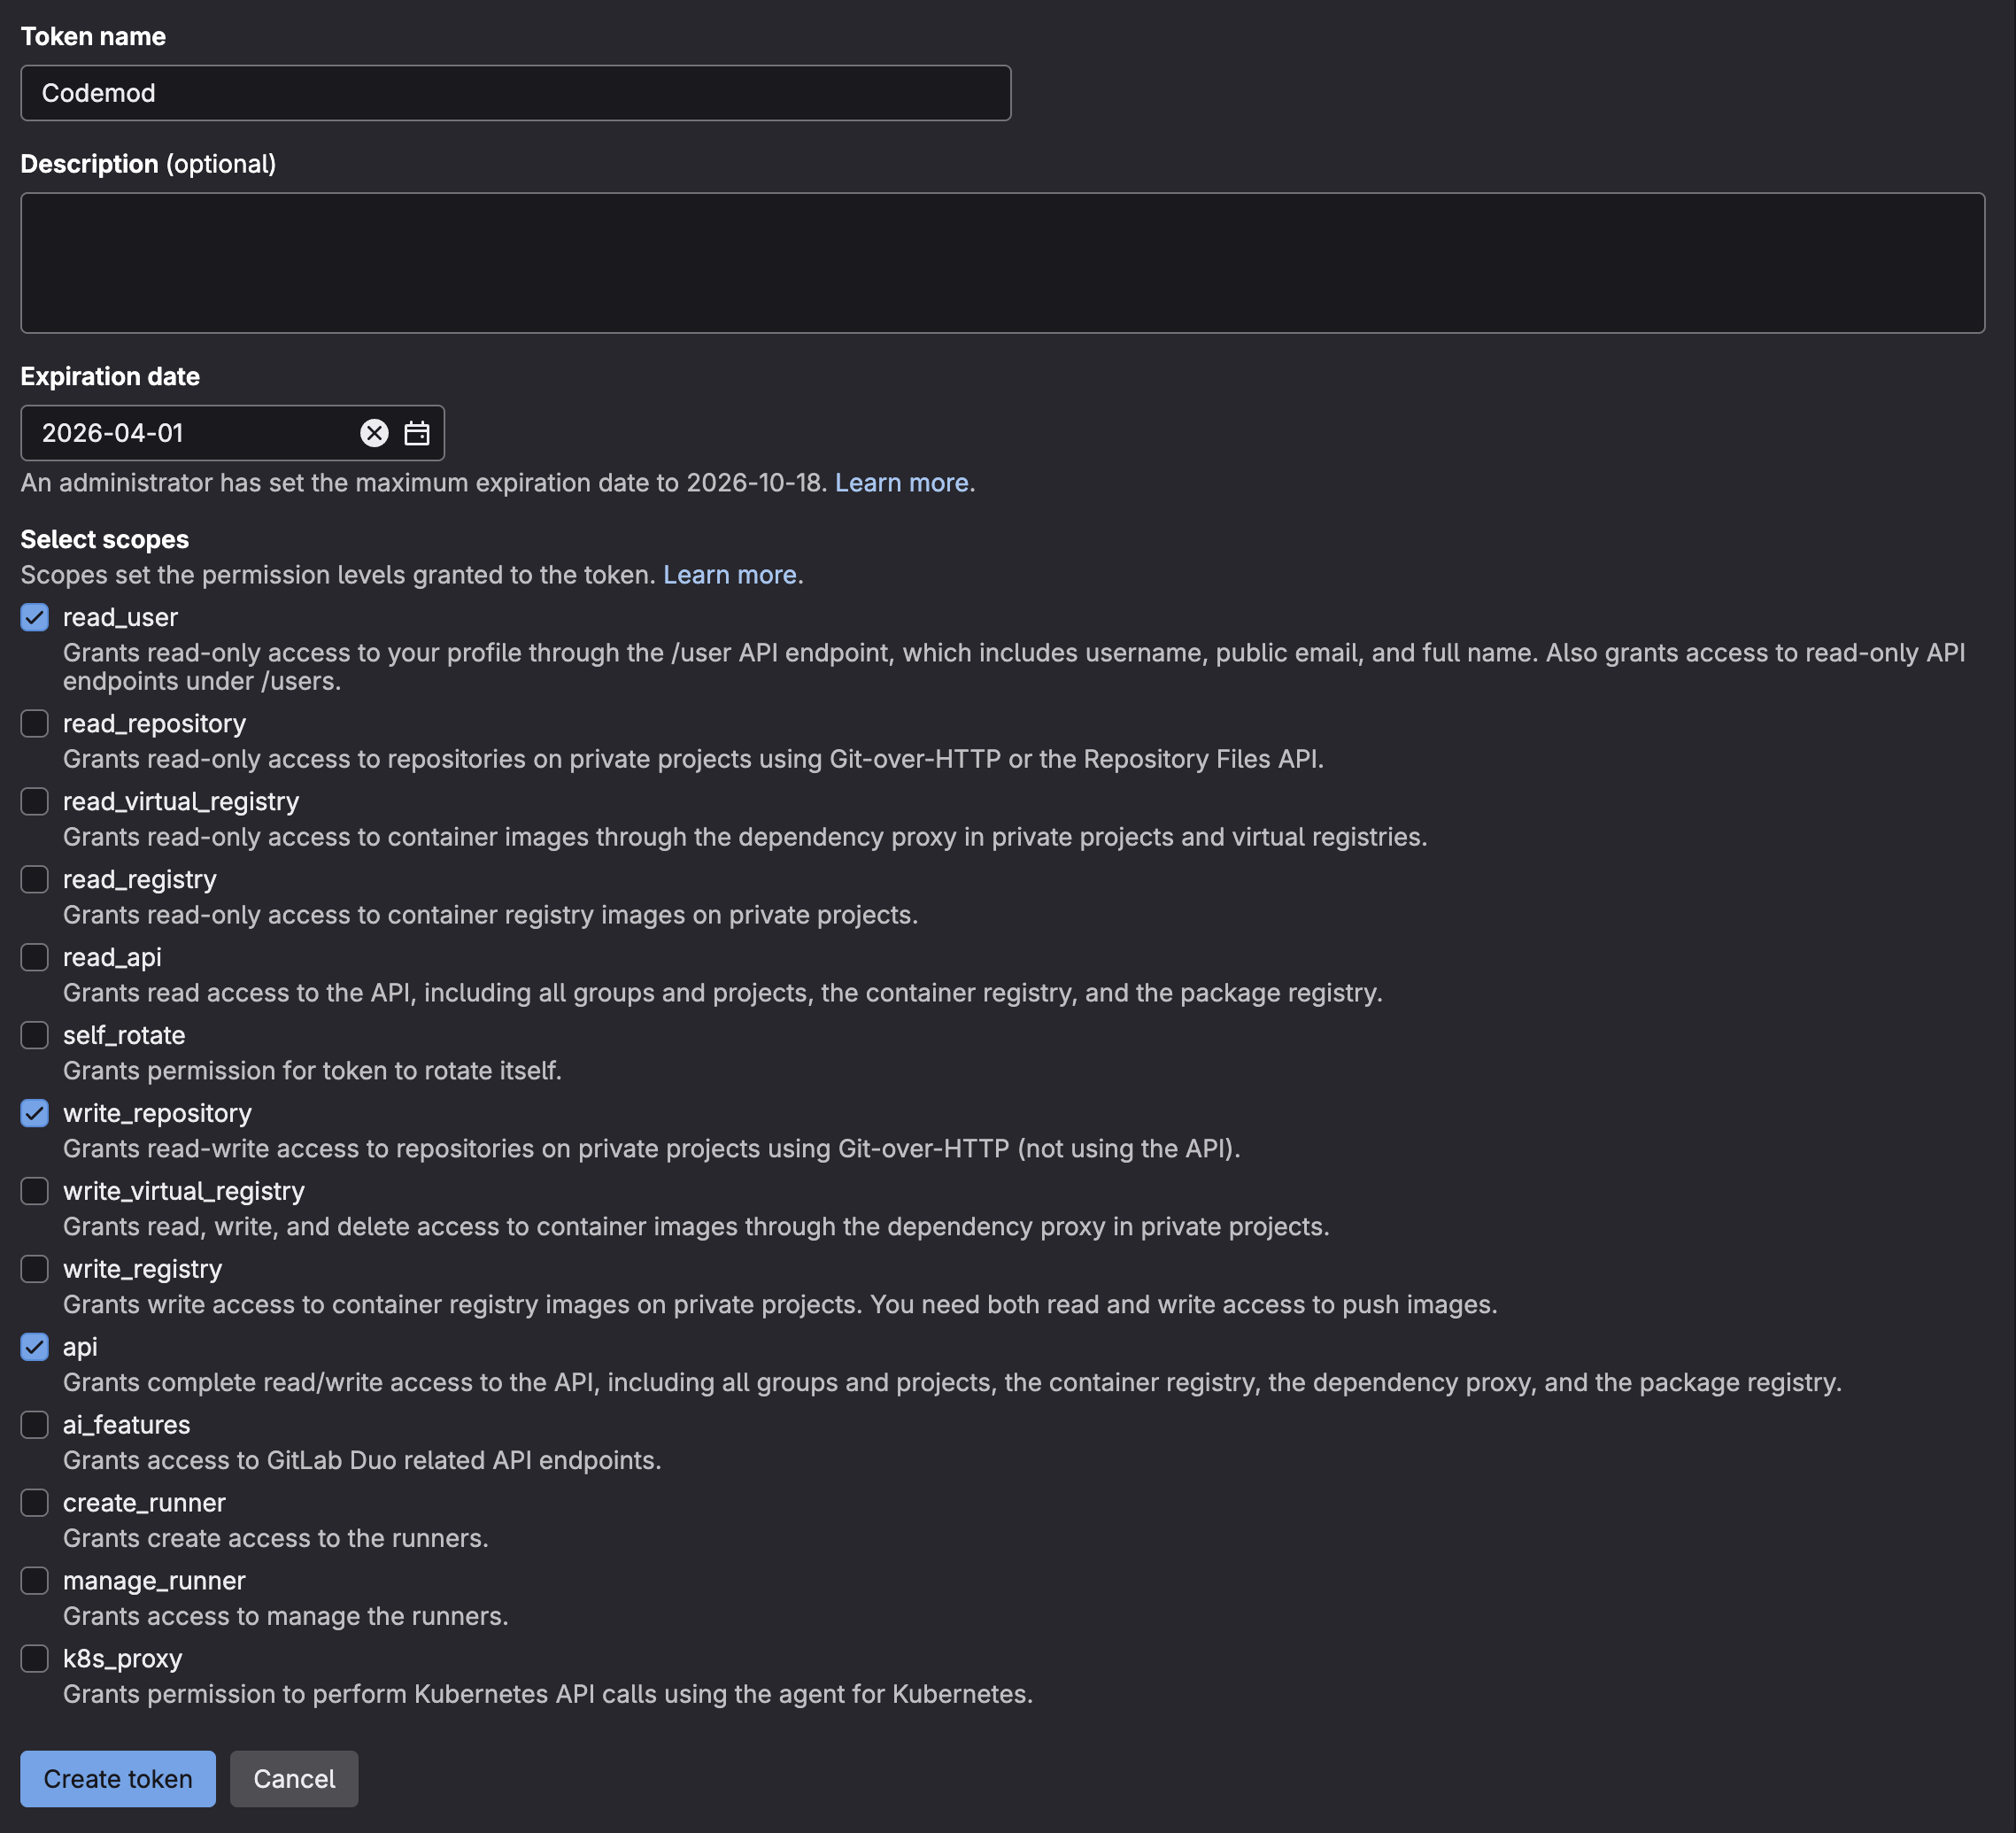 Token name
Codemod
Description (optional)
Expiration date
2026-04-01
An administrator has set the maximum expiration date to 2026-10-18. Learn more.
Select scopes
Scopes set the permission levels granted to the token. Learn more.
read_user
Grants read-only access to your profile through the /user API endpoint, which includes username, public email, and full name. Also grants access to read-only API
endpoints under /users.
read_repository
Grants read-only access to repositories on private projects using Git-over-HTTP or the Repository Files API.
read_virtual_registry
Grants read-only access to container images through the dependency proxy in private projects and virtual registries.
read_registry
Grants read-only access to container registry images on private projects.
read_api
Grants read access to the API, including all groups and projects, the container registry, and the package registry.
self_rotate
Grants permission for token to rotate itself.
write_repository
Grants read-write access to repositories on private projects using Git-over-HTTP (not using the API).
write_virtual_registry
Grants read, write, and delete access to container images through the dependency proxy in private projects.
write_registry
Grants write access to container registry images on private projects. You need both read and write access to push images.
api
Grants complete read/write access to the API, including all groups and projects, the container registry, the dependency proxy, and the package registry.
ai_features
Grants access to GitLab Duo related API endpoints.
create_runner
Grants create access to the runners.
manage_runner
Grants access to manage the runners.
k8s_proxy
Grants permission to perform Kubernetes API calls using the agent for Kubernetes.
Create token Cancel